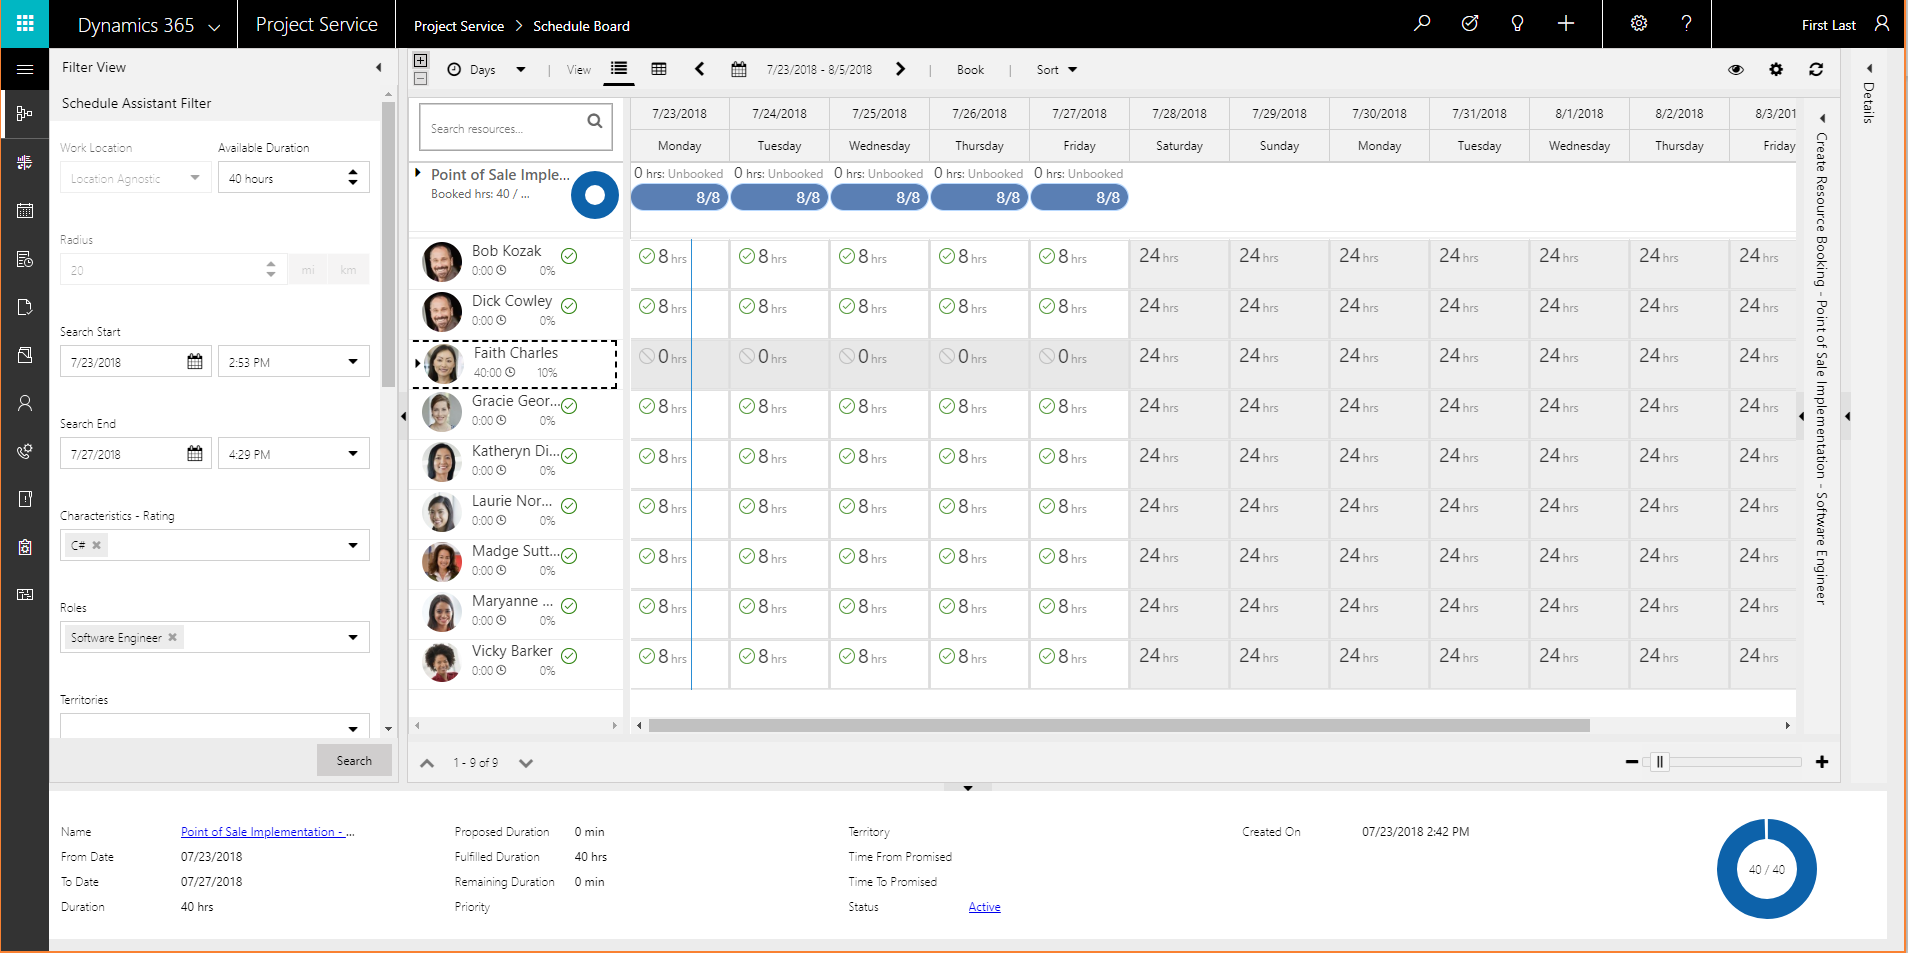 Dynamics 365
Project Service
Project Service > Schedule Board
First Last
Filter View
Schedule Assistant Filter
Work Location
Available Duration
Location Agnostic
40 hours
Radius
20
mi
km
Search Start
7/23/2018
2:53 PM
Search End
7/27/2018
4:29 PM
Characteristics - Rating
C#
Roles
Software Engineer
Territories
Search
Days
View
7/23/2018 - 8/5/2018
Book
Sort
Search resources...
7/23/2018 7/24/2018 7/25/2018 7/26/2018 7/27/2018 7/28/2018 7/29/2018 7/30/2018 7/31/2018 8/1/2018 8/2/2018 8/3/201
Monday Tuesday Wednesday Thursday Friday Saturday Sunday Monday Tuesday Wednesday Thursday Friday
Point of Sale Imple...
Booked hrs: 40 / ...
0 hrs: Unbooked 0 hrs: Unbooked 0 hrs: Unbooked 0 hrs: Unbooked 0 hrs: Unbooked
8/8 8/8 8/8 8/8 8/8
Bob Kozak
0:00 0%
8 hrs 8 hrs 8 hrs 8 hrs 8 hrs 24 hrs 24 hrs 24 hrs 24 hrs 24 hrs 24 hrs 24 hrs
Dick Cowley
0:00 0%
8 hrs 8 hrs 8 hrs 8 hrs 8 hrs 24 hrs 24 hrs 24 hrs 24 hrs 24 hrs 24 hrs 24 hrs
Faith Charles
40:00 10%
0 hrs 0 hrs 0 hrs 0 hrs 0 hrs 24 hrs 24 hrs 24 hrs 24 hrs 24 hrs 24 hrs 24 hrs
Gracie Geor...
0:00 0%
8 hrs 8 hrs 8 hrs 8 hrs 8 hrs 24 hrs 24 hrs 24 hrs 24 hrs 24 hrs 24 hrs 24 hrs
Katheryn Di...
0:00 0%
8 hrs 8 hrs 8 hrs 8 hrs 8 hrs 24 hrs 24 hrs 24 hrs 24 hrs 24 hrs 24 hrs 24 hrs
Laurie Nor...
0:00 0%
8 hrs 8 hrs 8 hrs 8 hrs 8 hrs 24 hrs 24 hrs 24 hrs 24 hrs 24 hrs 24 hrs 24 hrs
Madge Sutt...
0:00 0%
8 hrs 8 hrs 8 hrs 8 hrs 8 hrs 24 hrs 24 hrs 24 hrs 24 hrs 24 hrs 24 hrs 24 hrs
Maryanne ...
0:00 0%
8 hrs 8 hrs 8 hrs 8 hrs 8 hrs 24 hrs 24 hrs 24 hrs 24 hrs 24 hrs 24 hrs 24 hrs
Vicky Barker
0:00 0%
8 hrs 8 hrs 8 hrs 8 hrs 8 hrs 24 hrs 24 hrs 24 hrs 24 hrs 24 hrs 24 hrs 24 hrs
1 - 9 of 9
Create Resource Booking - Point of Sale Implementation - Software Engineer
Details
Name Point of Sale Implementation - ...
From Date 07/23/2018
To Date 07/27/2018
Duration 40 hrs
Proposed Duration 0 min
Fulfilled Duration 40 hrs
Remaining Duration 0 min
Priority
Territory
Time From Promised
Time To Promised
Status Active
Created On 07/23/2018 2:42 PM
40 / 40